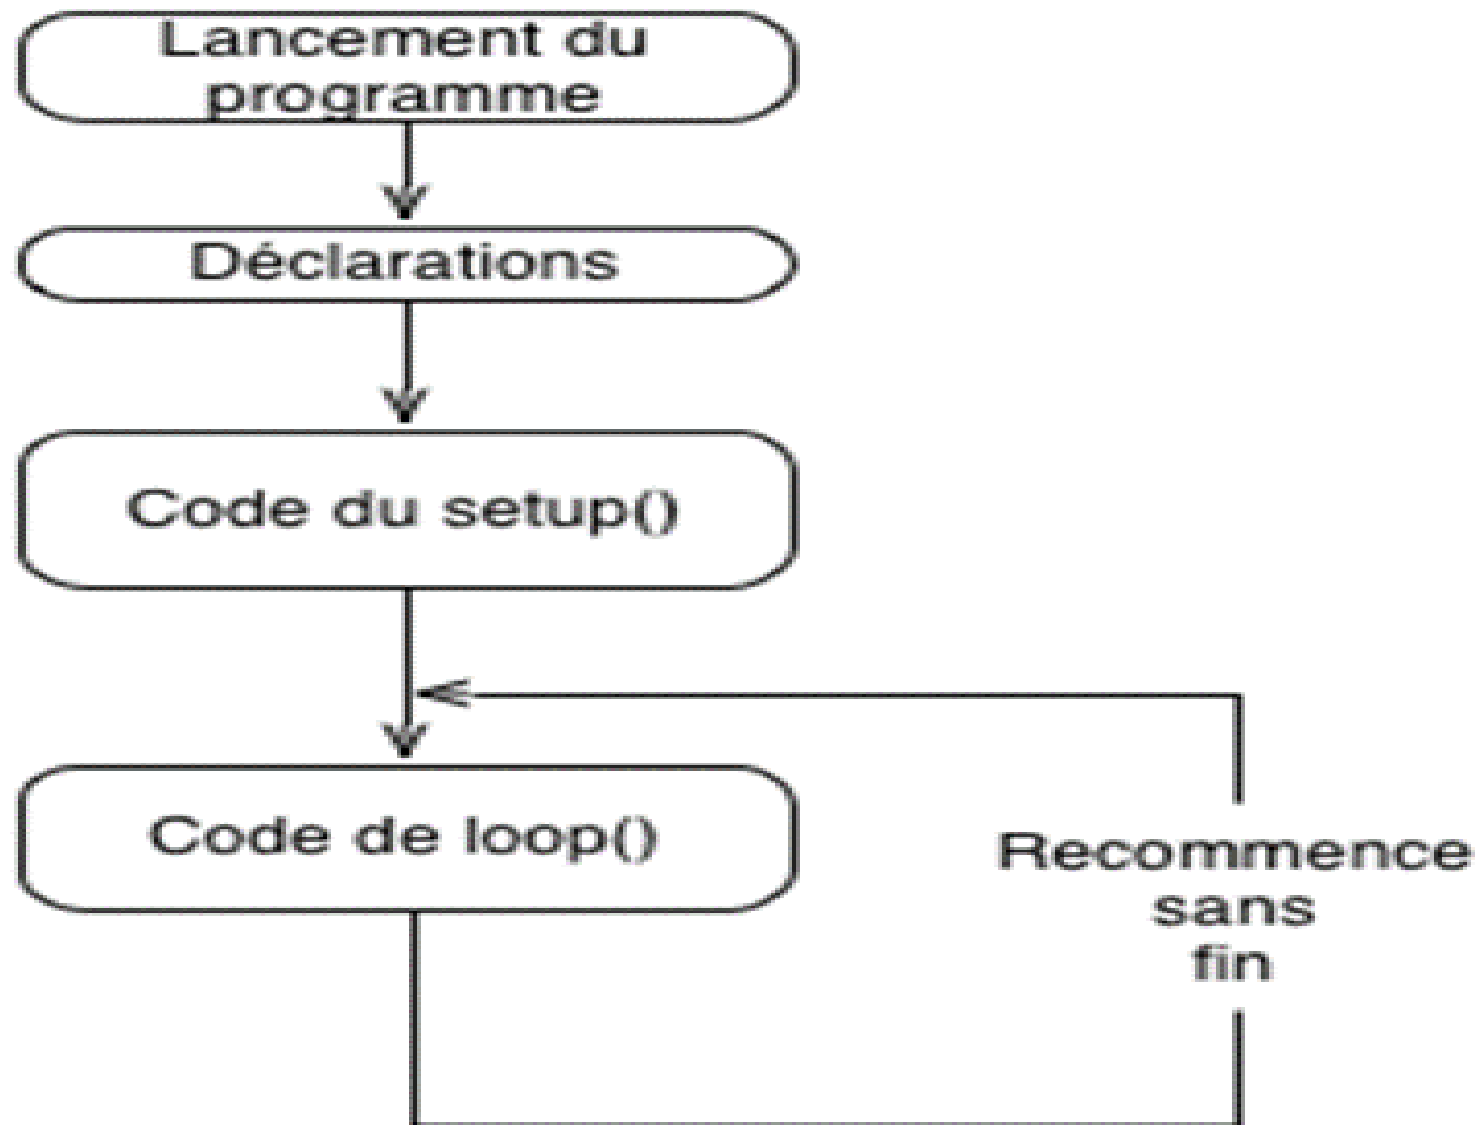 Lancement du
programme
Déclarations
Code du setup()
Code de loop()
Recommence
sans
fin